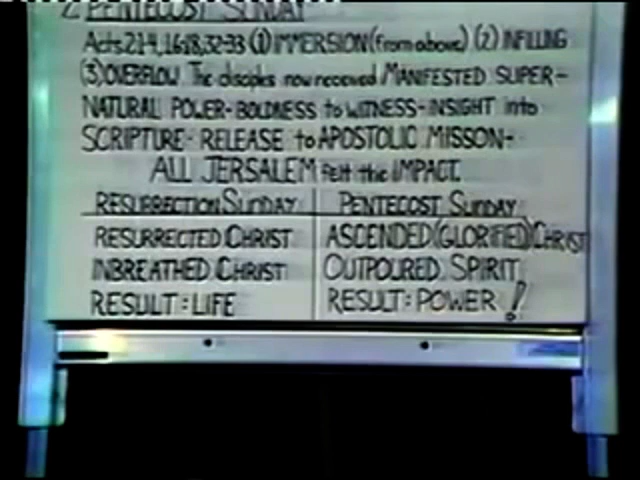 2. PENTECOST SUNDAY
Acts 2:1-4, 16-18, 32-33 (1) IMMERSION (from above) (2) INFILLING
(3) OVERFLOW. The disciples now received MANIFESTED SUPER-
NATURAL POWER - BOLDNESS to WITNESS - INSIGHT into
SCRIPTURE - RELEASE to APOSTOLIC MISSON -
ALL JERSALEM felt the IMPACT.
RESURRECTION SUNDAY PENTECOST SUNDAY
RESURRECTED CHRIST ASCENDED (GLORIFIED) CHRIST
INBREATHED CHRIST OUTPOURED SPIRIT
RESULT: LIFE RESULT: POWER!